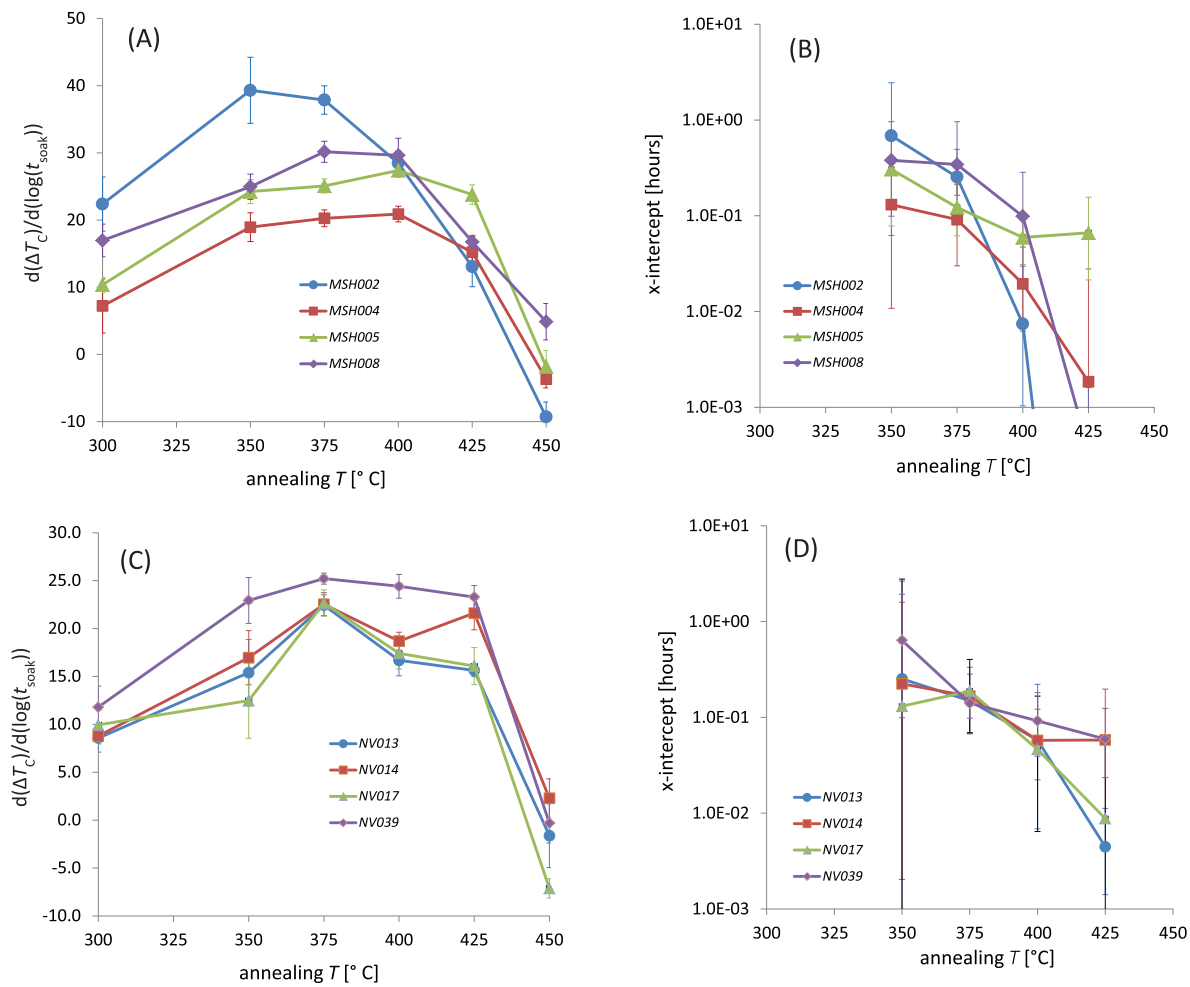 (A)
d(ΔTC)/d(log(tsoak))
50
40
30
20
10
0
-10
300 325 350 375 400 425 450
annealing T [° C]
MSH002
MSH004
MSH005
MSH008
(B)
x-intercept [hours]
1.0E+01
1.0E+00
1.0E-01
1.0E-02
1.0E-03
300 325 350 375 400 425 450
annealing T [°C]
MSH002
MSH004
MSH005
MSH008
(C)
d(ΔTC)/d(log(tsoak))
30.0
25.0
20.0
15.0
10.0
5.0
0.0
-5.0
-10.0
300 325 350 375 400 425 450
annealing T [° C]
NV013
NV014
NV017
NV039
(D)
x-intercept [hours]
1.0E+01
1.0E+00
1.0E-01
1.0E-02
1.0E-03
300 325 350 375 400 425 450
annealing T [°C]
NV013
NV014
NV017
NV039